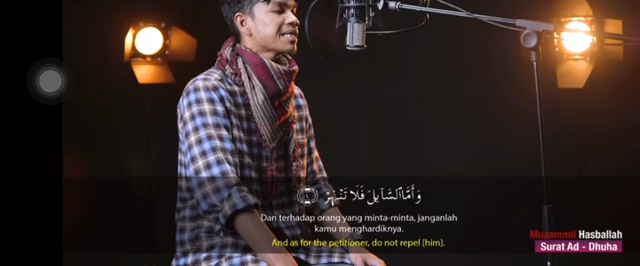 وَأَمَّا ٱلسَّآئِلَ فَلَا تَنْهَرْ ١٠
Dan terhadap orang yang minta-minta, janganlah
kamu menghardiknya.
And as for the petitioner, do not repel [him].
Muzammil Hasballah
Surat Ad - Dhuha